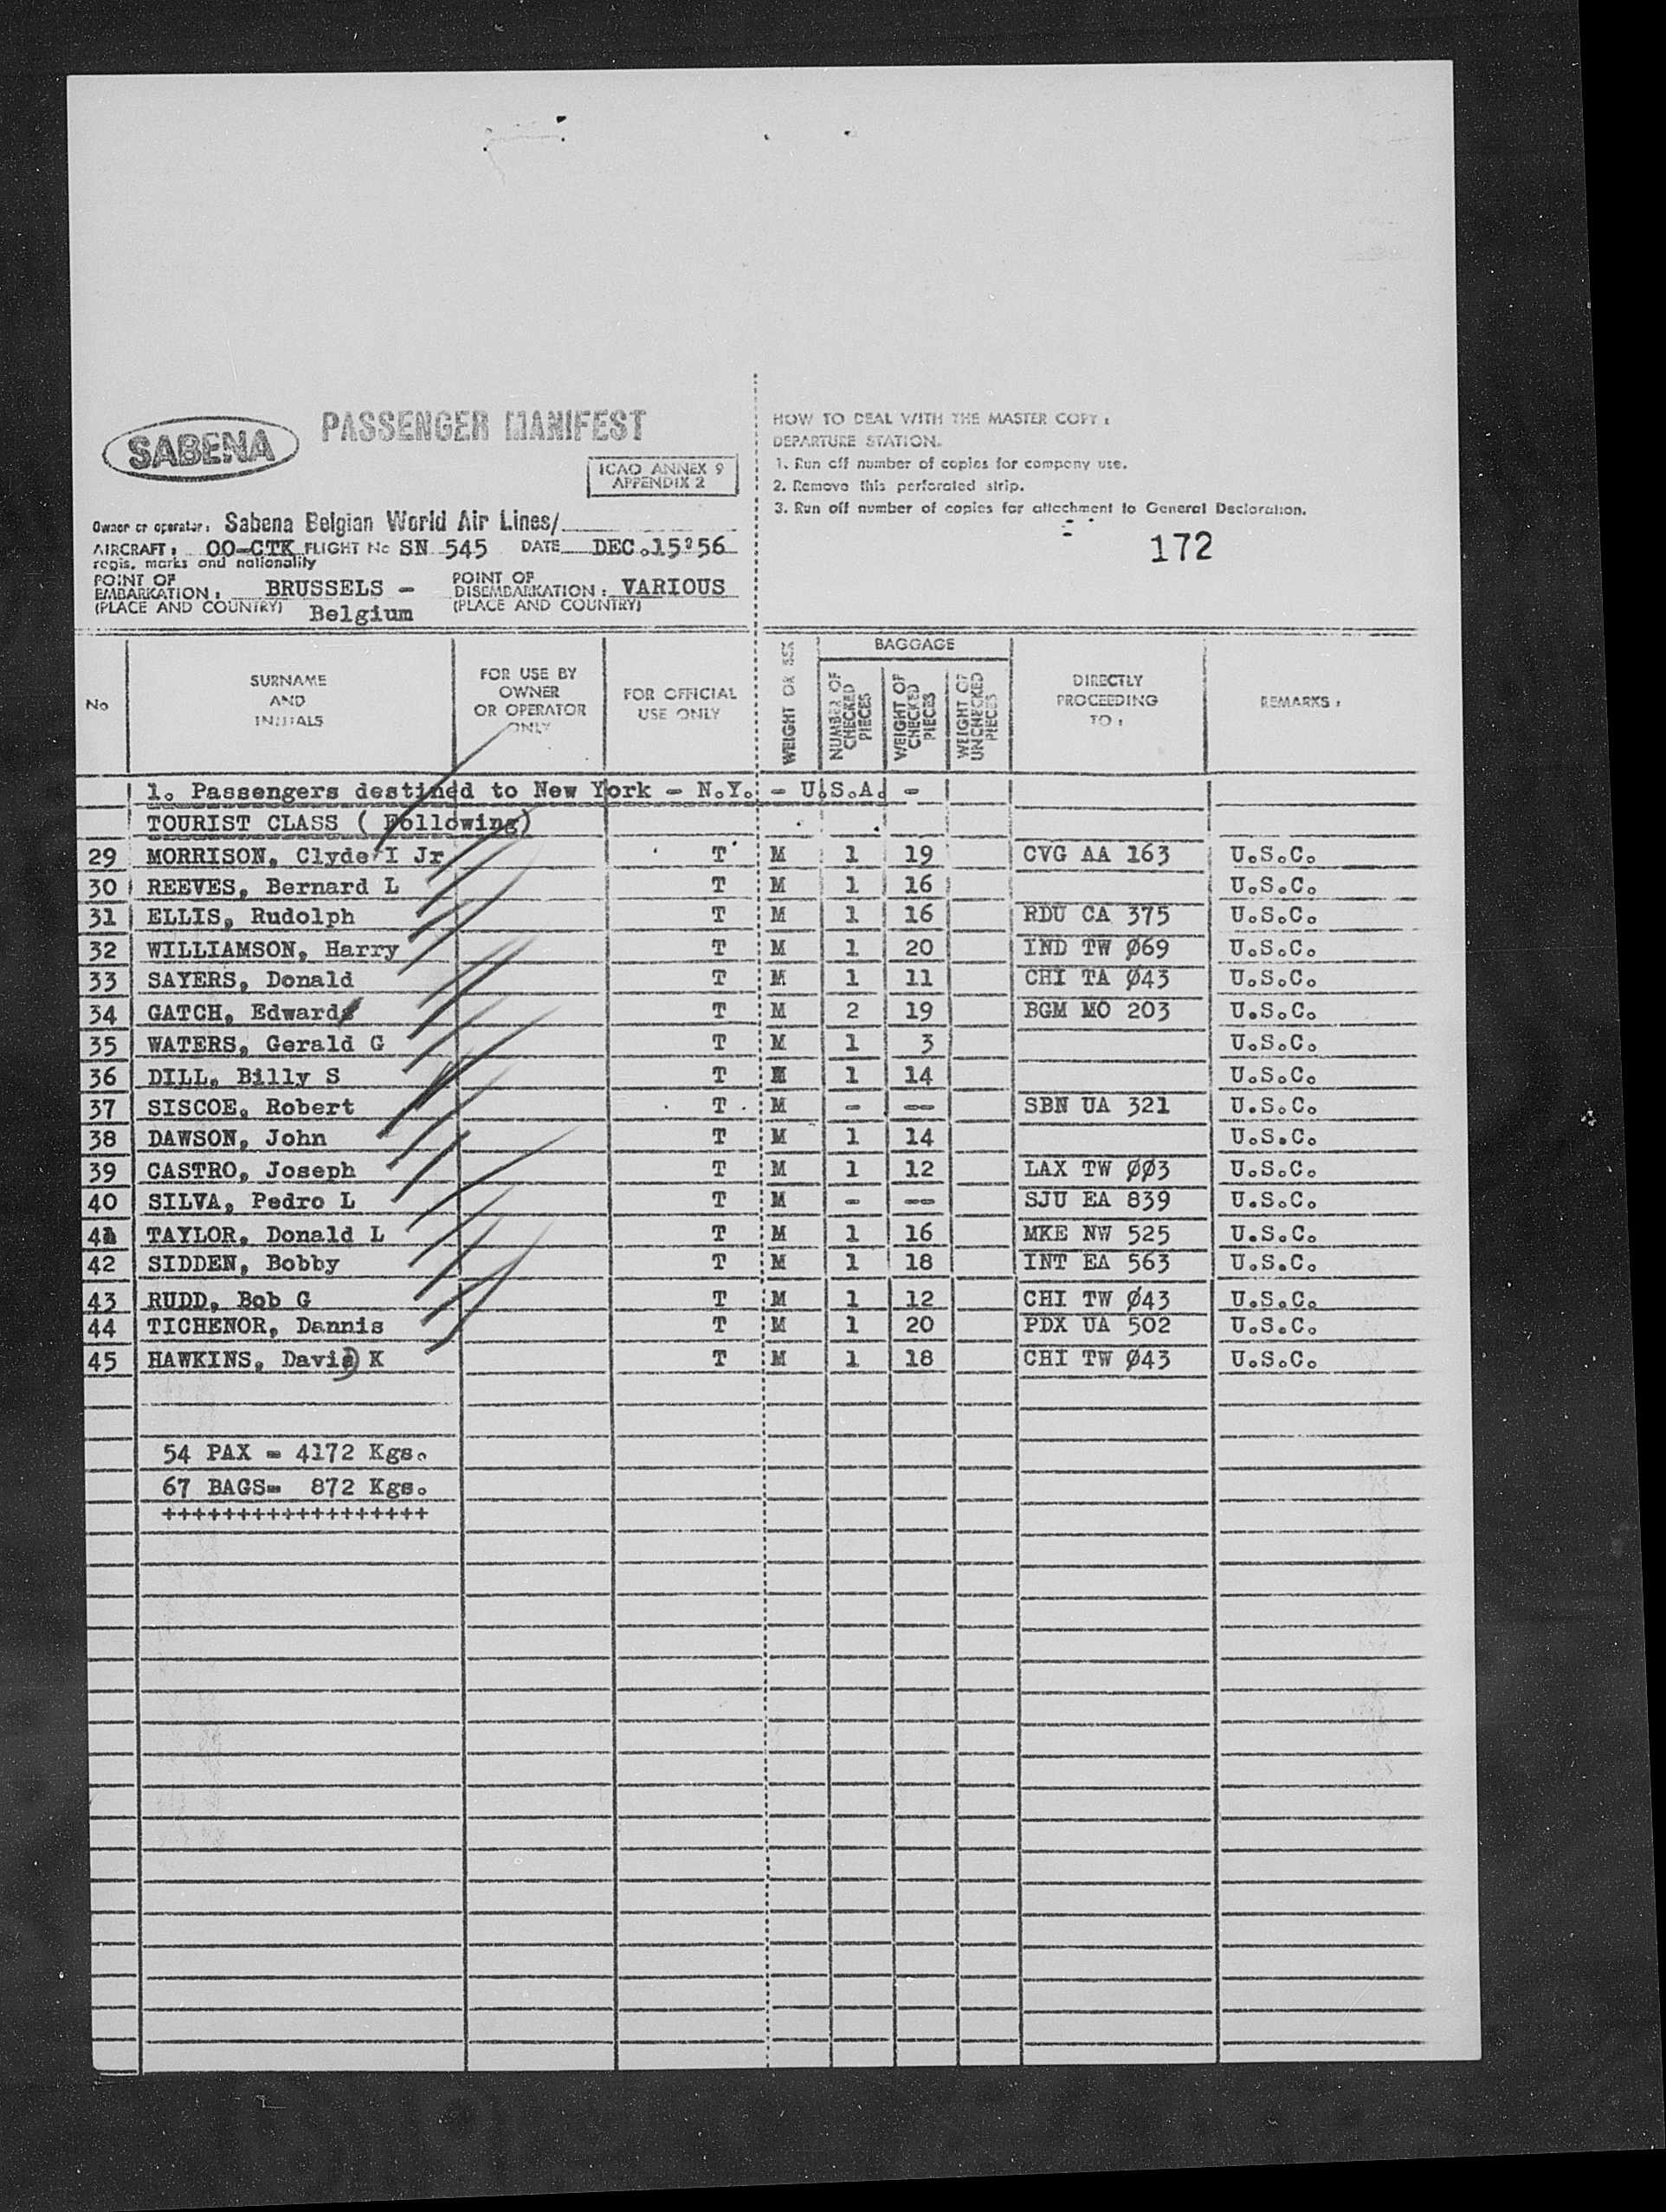 SABENA
PASSENGER MANIFEST
ICAO ANNEX 9
APPENDIX 2
Owner or operator: Sabena Belgian World Air Lines/
AIRCRAFT: OO-CTK FLIGHT No SN 545 DATE DEC.15'56
regis. marks and nationality
POINT OF EMBARKATION: BRUSSELS - Belgium
(PLACE AND COUNTRY)
POINT OF DISEMBARKATION: VARIOUS
(PLACE AND COUNTRY)
HOW TO DEAL WITH THE MASTER COPY:
DEPARTURE STATION.
1. Run off number of copies for company use.
2. Remove this perforated strip.
3. Run off number of copies for attachment to General Declaration.
172
No
SURNAME AND INITIALS
FOR USE BY OWNER OR OPERATOR ONLY
FOR OFFICIAL USE ONLY
WEIGHT OR SEX
BAGGAGE
NUMBER OF CHECKED PIECES
WEIGHT OF CHECKED PIECES
WEIGHT OF UNCHECKED PIECES
DIRECTLY PROCEEDING TO:
REMARKS:
1. Passengers destined to New York - N.Y. - U.S.A. -
TOURIST CLASS ( Following)
29 MORRISON, Clyde I Jr T M 1 19 CVG AA 163 U.S.C.
30 REEVES, Bernard L T M 1 16 U.S.C.
31 ELLIS, Rudolph T M 1 16 RDU CA 375 U.S.C.
32 WILLIAMSON, Harry T M 1 20 IND TW Ø69 U.S.C.
33 SAYERS, Donald T M 1 11 CHI TA Ø43 U.S.C.
34 GATCH, Edward T M 2 19 BGM MO 203 U.S.C.
35 WATERS, Gerald G T M 1 3 U.S.C.
36 DILL, Billy S T M 1 14 U.S.C.
37 SISCOE, Robert T M - -- SBN UA 321 U.S.C.
38 DAWSON, John T M 1 14 U.S.C.
39 CASTRO, Joseph T M 1 12 LAX TW ØØ3 U.S.C.
40 SILVA, Pedro L T M - -- SJU EA 839 U.S.C.
41 TAYLOR, Donald L T M 1 16 MKE NW 525 U.S.C.
42 SIDDEN, Bobby T M 1 18 INT EA 563 U.S.C.
43 RUDD, Bob G T M 1 12 CHI TW Ø43 U.S.C.
44 TICHENOR, Dannis T M 1 20 PDX UA 502 U.S.C.
45 HAWKINS, David K T M 1 18 CHI TW Ø43 U.S.C.
54 PAX = 4172 Kgs.
67 BAGS= 872 Kgs.
++++++++++++++++++